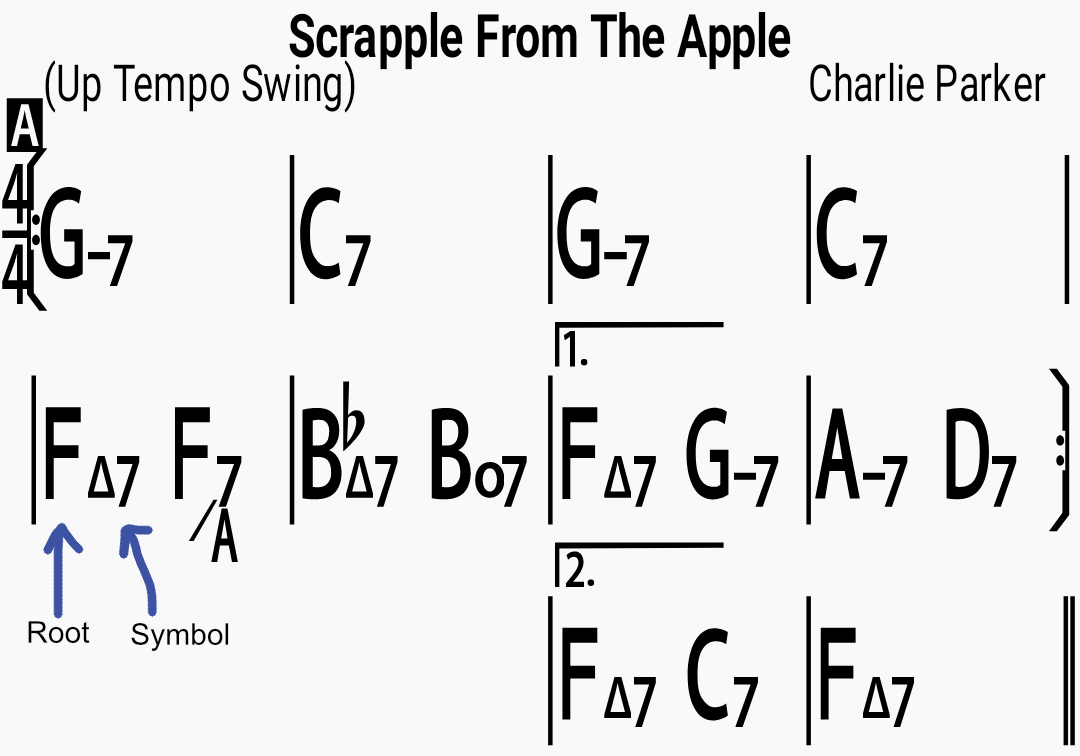 Scrapple From The Apple
(Up Tempo Swing) Charlie Parker
A
4/4 G-7 C7 G-7 C7
1.
FΔ7 F7/A B♭Δ7 Bo7 FΔ7 G-7 A-7 D7
2.
Root Symbol
FΔ7 C7 FΔ7